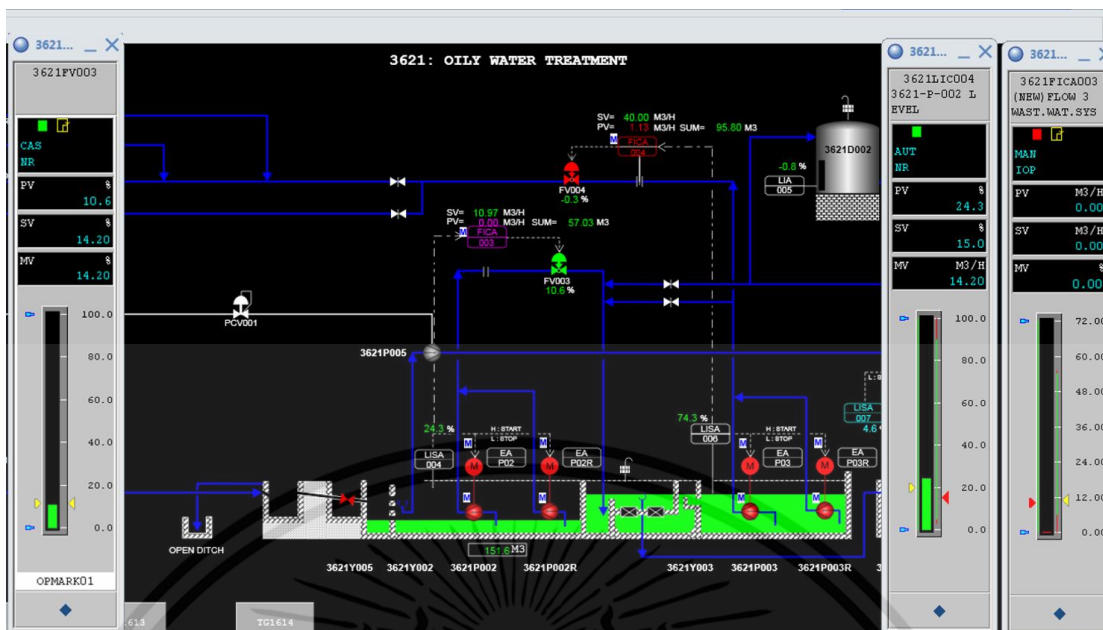 3621...
3621FV003
CAS
NR
PV %
10.6
SV %
14.20
MV %
14.20
100.0
80.0
60.0
40.0
20.0
0.0
OPMARK01
3621: OILY WATER TREATMENT
SV= 40.00 M3/H
PV= 1.13 M3/H SUM= 95.80 M3
M
FICA
004
FV004
-0.3 %
3621D002
-0.8 %
LIA
005
SV= 10.97 M3/H
PV= 0.00 M3/H SUM= 57.03 M3
M
FICA
003
FV003
10.6 %
PCV001
3621P005
24.3 %
LISA
004
H : START
L : STOP
M
M
M
M
EA
P02
EA
P02R
M
M
74.3 %
LISA
006
H : START
L : STOP
M
M
M
M
EA
P03
EA
P03R
M
M
L : S
LISA
007
4.6
OPEN DITCH
151.6 M3
3621Y005
3621Y002
3621P002
3621P002R
3621Y003
3621P003
3621P003R
.613
TG1614
3621...
3621LIC004
3621-P-002 L
EVEL
AUT
NR
PV %
24.3
SV %
15.0
MV M3/H
14.20
100.0
80.0
60.0
40.0
20.0
0.0
3621...
3621FICA003
(NEW)FLOW 3
WAST.WAT.SYS
MAN
IOP
PV M3/H
0.00
SV M3/H
0.00
MV %
0.00
72.00
60.00
48.00
36.00
24.00
12.00
0.00